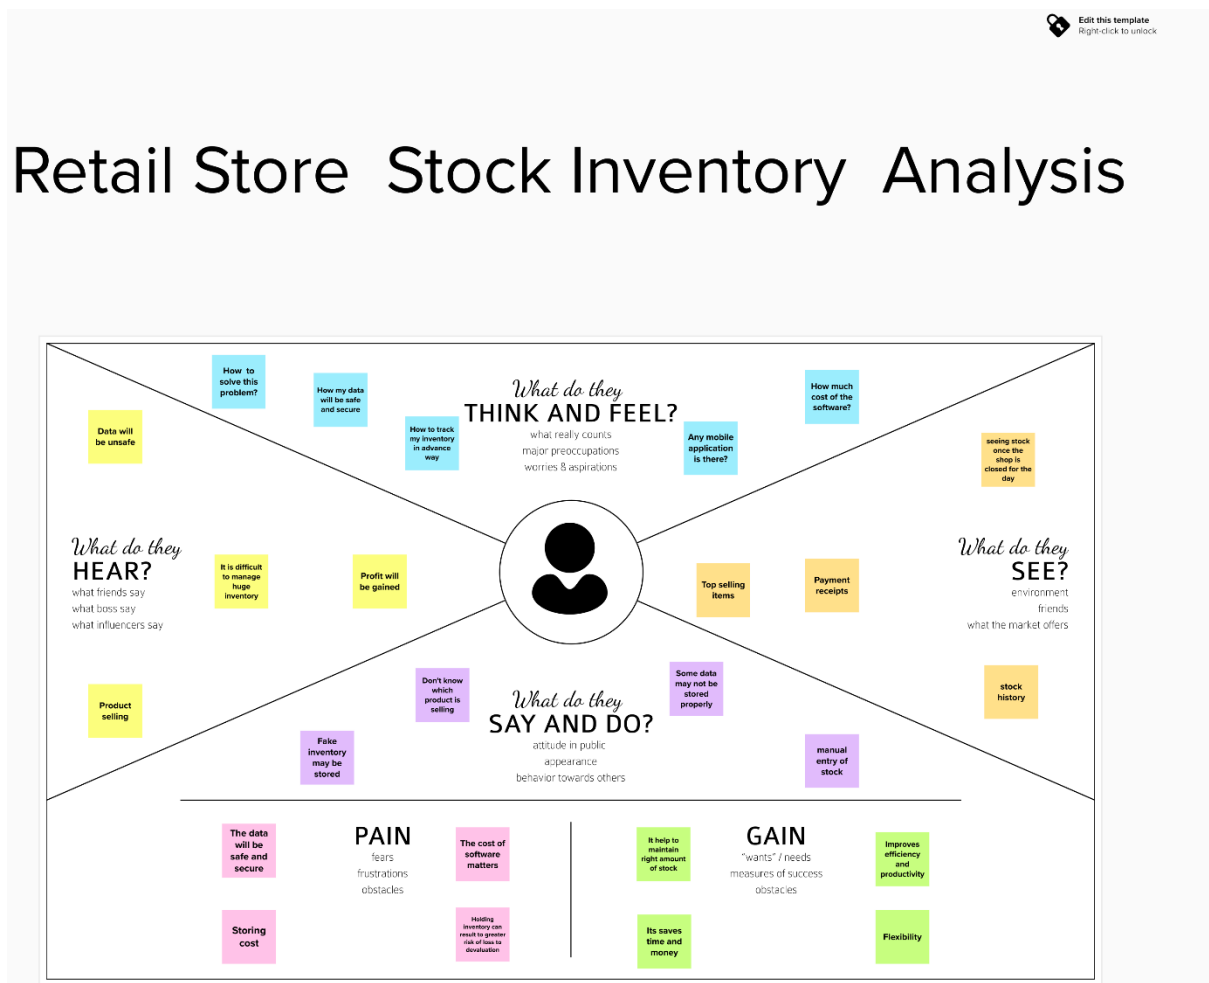 Edit this template
Right-click to unlock
Retail Store Stock Inventory Analysis
How to
solve this
problem?
How my data
will be safe
and secure
How to track
my inventory
in advance
way
What do they
THINK AND FEEL?
what really counts
major preoccupations
worries & aspirations
Any mobile
application
is there?
How much
cost of the
software?
Data will
be unsafe
What do they
HEAR?
what friends say
what boss say
what influencers say
It is difficult
to manage
huge
inventory
Profit will
be gained
Product
selling
seeing stock
once the
shop is
closed for the
day
Top selling
items
Payment
receipts
What do they
SEE?
environment
friends
what the market offers
stock
history
Don't know
which
product is
selling
Fake
inventory
may be
stored
What do they
SAY AND DO?
attitude in public
appearance
behavior towards others
Some data
may not be
stored
properly
manual
entry of
stock
The data
will be
safe and
secure
PAIN
fears
frustrations
obstacles
The cost of
software
matters
Storing
cost
Holding
inventory can
result to greater
risk of loss to
devaluation
It help to
maintain
right amount
of stock
GAIN
"wants" / needs
measures of success
obstacles
Improves
efficiency
and
productivity
Its saves
time and
money
Flexibility